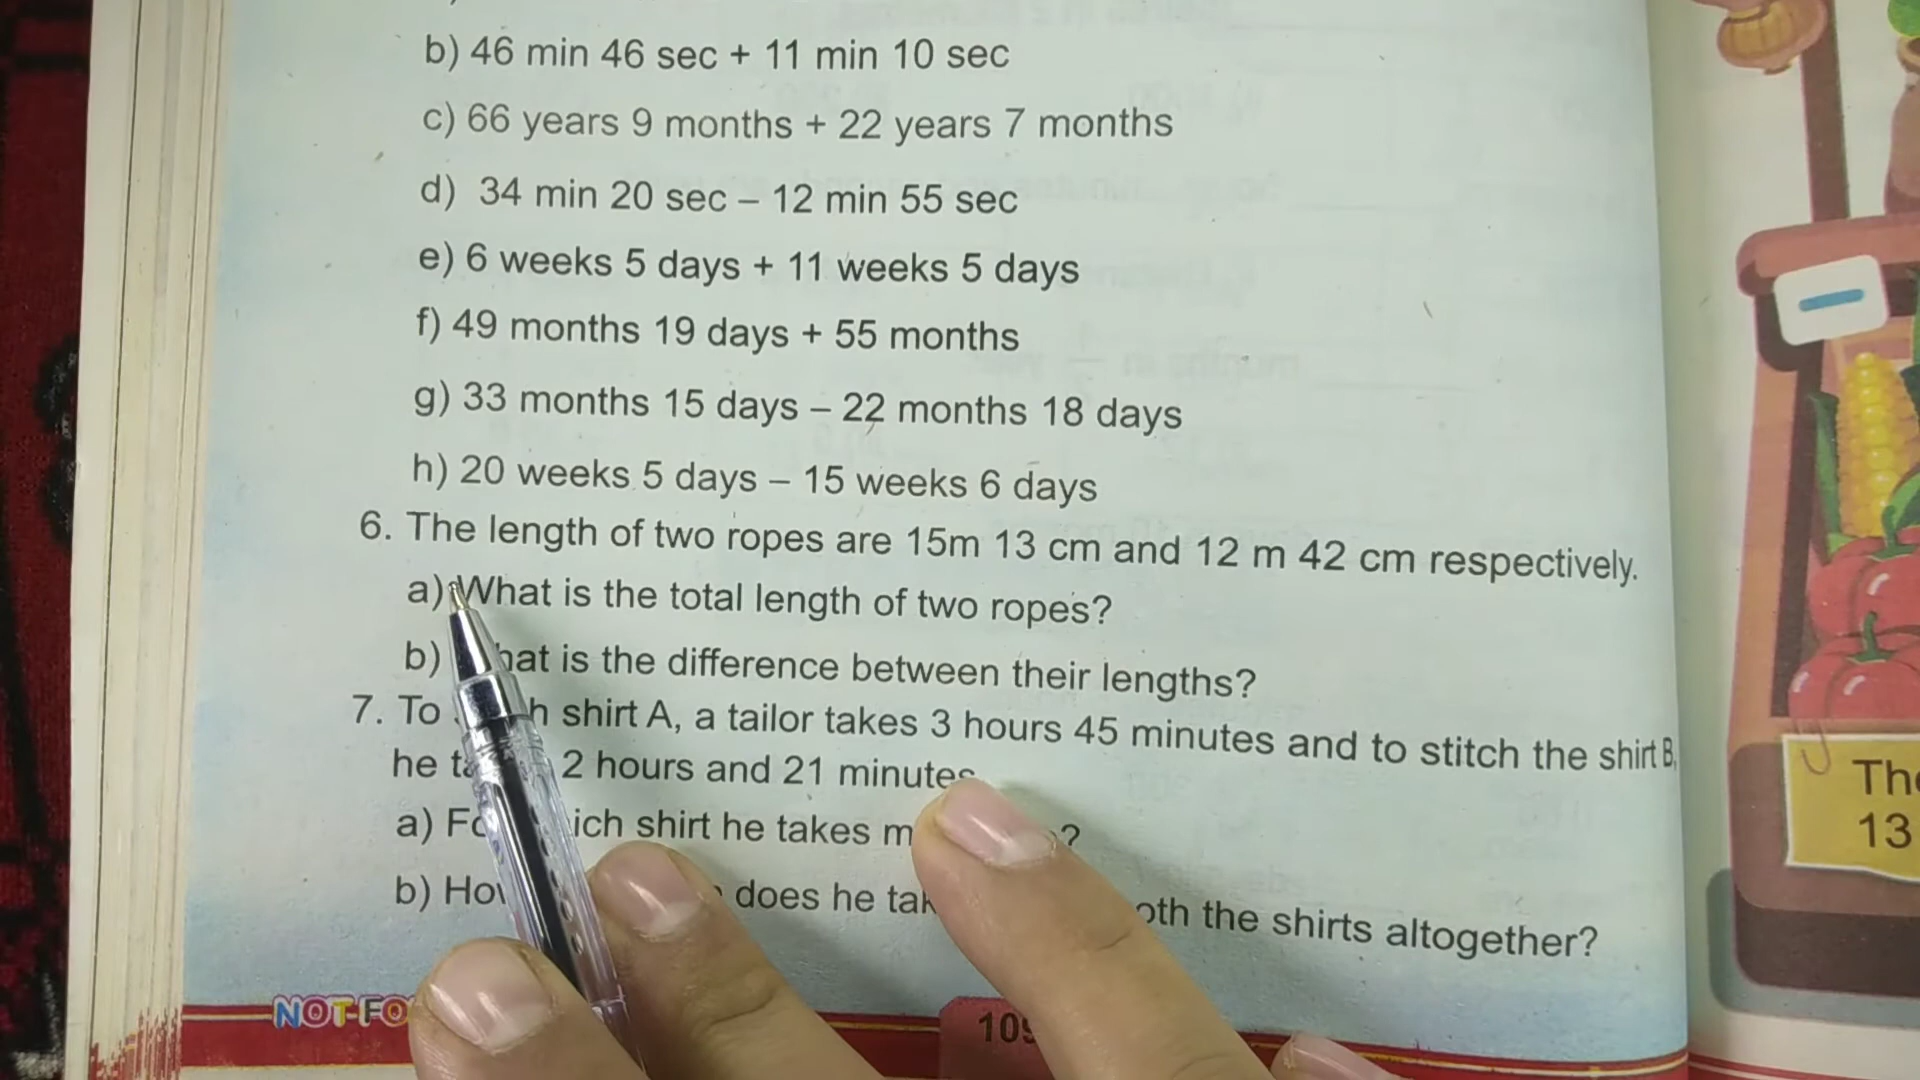 b) 46 min 46 sec + 11 min 10 sec
c) 66 years 9 months + 22 years 7 months
d) 34 min 20 sec – 12 min 55 sec
e) 6 weeks 5 days + 11 weeks 5 days
f) 49 months 19 days + 55 months
g) 33 months 15 days – 22 months 18 days
h) 20 weeks 5 days – 15 weeks 6 days
6. The length of two ropes are 15m 13 cm and 12 m 42 cm respectively.
a) What is the total length of two ropes?
b) hat is the difference between their lengths?
7. To h shirt A, a tailor takes 3 hours 45 minutes and to stitch the shirt B,
he 2 hours and 21 minutes
a) ich shirt he takes ?
b) does he oth the shirts altogether?
NOT FO
109
The
13